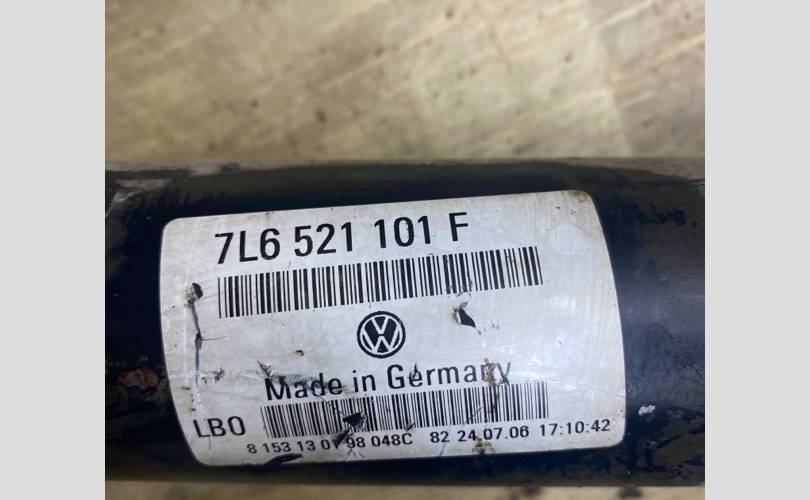 7L6 521 101 F
Made in Germany
LBO
8 153 13 98 048C 82 24.07.06 17:10:42